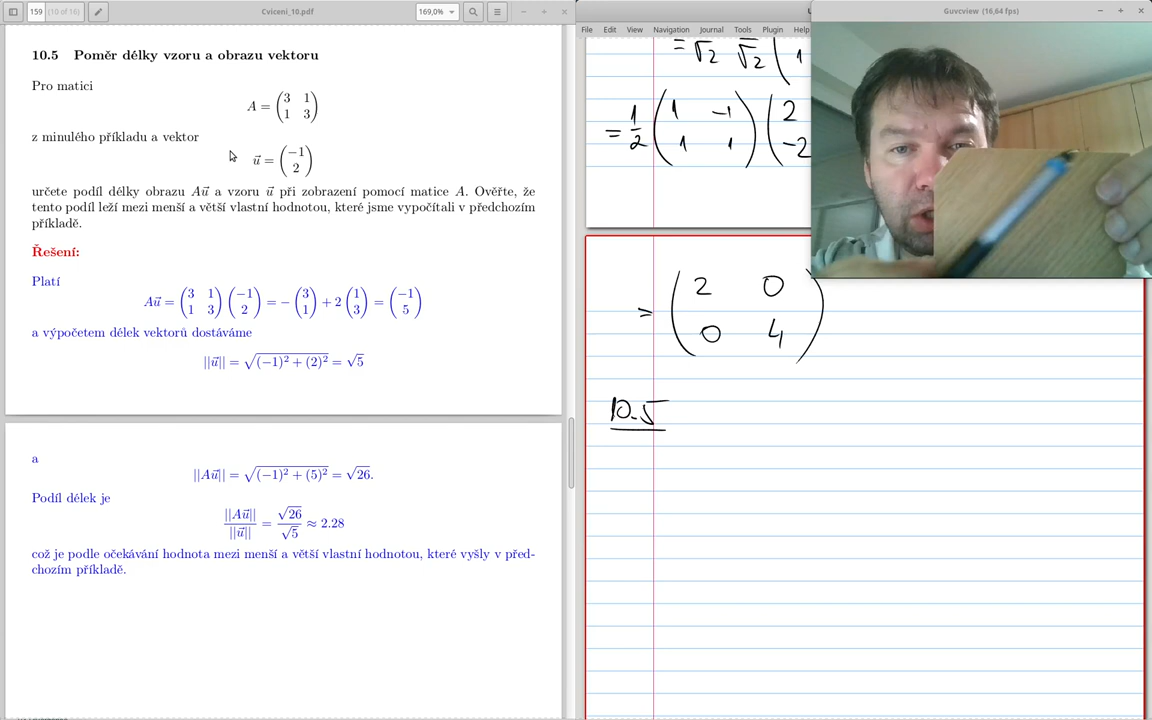 159 (10 of 16)
Cviceni_10.pdf
169,0%
10.5 Poměr délky vzoru a obrazu vektoru
Pro matici
A = (3 1
1 3)
z minulého příkladu a vektor
u⃗ = (−1
2)
určete podíl délky obrazu Au⃗ a vzoru u⃗ při zobrazení pomocí matice A. Ověřte, že
tento podíl leží mezi menší a větší vlastní hodnotou, které jsme vypočítali v předchozím
příkladě.
Řešení:
Platí
Au⃗ = (3 1
1 3) (−1
2) = − (3
1) + 2 (1
3) = (−1
5)
a výpočetem délek vektorů dostáváme
||u⃗|| = √(−1)² + (2)² = √5
a
||Au⃗|| = √(−1)² + (5)² = √26.
Podíl délek je
||Au⃗||
||u⃗|| = √26
√5 ≈ 2.28
což je podle očekávání hodnota mezi menší a větší vlastní hodnotou, které vyšly v před-
chozím příkladě.
File Edit View Navigation Journal Tools Plugin Help
Guvcview (16,64 fps)
= √2 √2 ( 1
= 1/2 (1 −1
1 1) (2
−2
= (2 0
0 4)
10.5